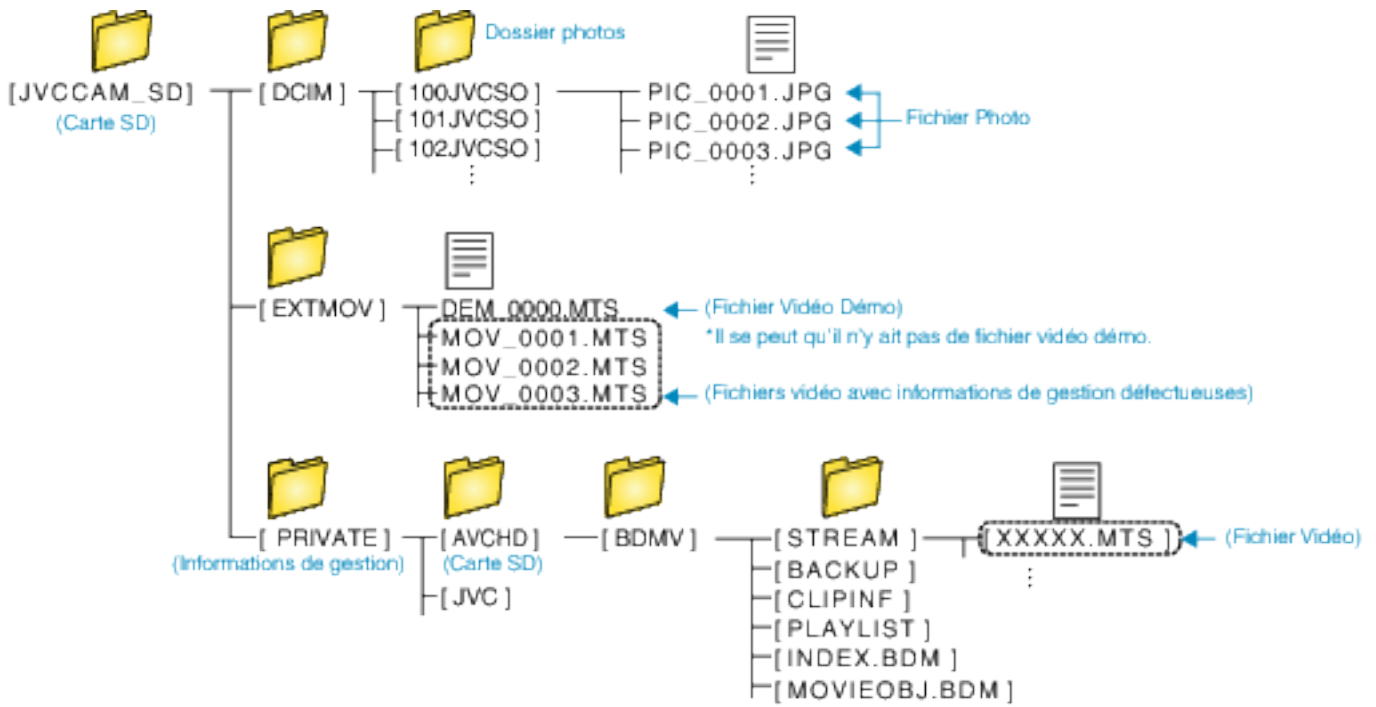 Dossier photos
[JVCCAM_SD] [DCIM] [100JVCSO] PIC_0001.JPG
(Carte SD) [101JVCSO] PIC_0002.JPG Fichier Photo
[102JVCSO] PIC_0003.JPG
[EXTMOV] DEM_0000.MTS (Fichier Vidéo Démo)
MOV_0001.MTS *Il se peut qu'il n'y ait pas de fichier vidéo démo.
MOV_0002.MTS
MOV_0003.MTS (Fichiers vidéo avec informations de gestion défectueuses)
[PRIVATE] [AVCHD] [BDMV] [STREAM] [XXXXX.MTS] (Fichier Vidéo)
(Informations de gestion) (Carte SD) [BACKUP]
[JVC] [CLIPINF]
[PLAYLIST]
[INDEX.BDM]
[MOVIEOBJ.BDM]